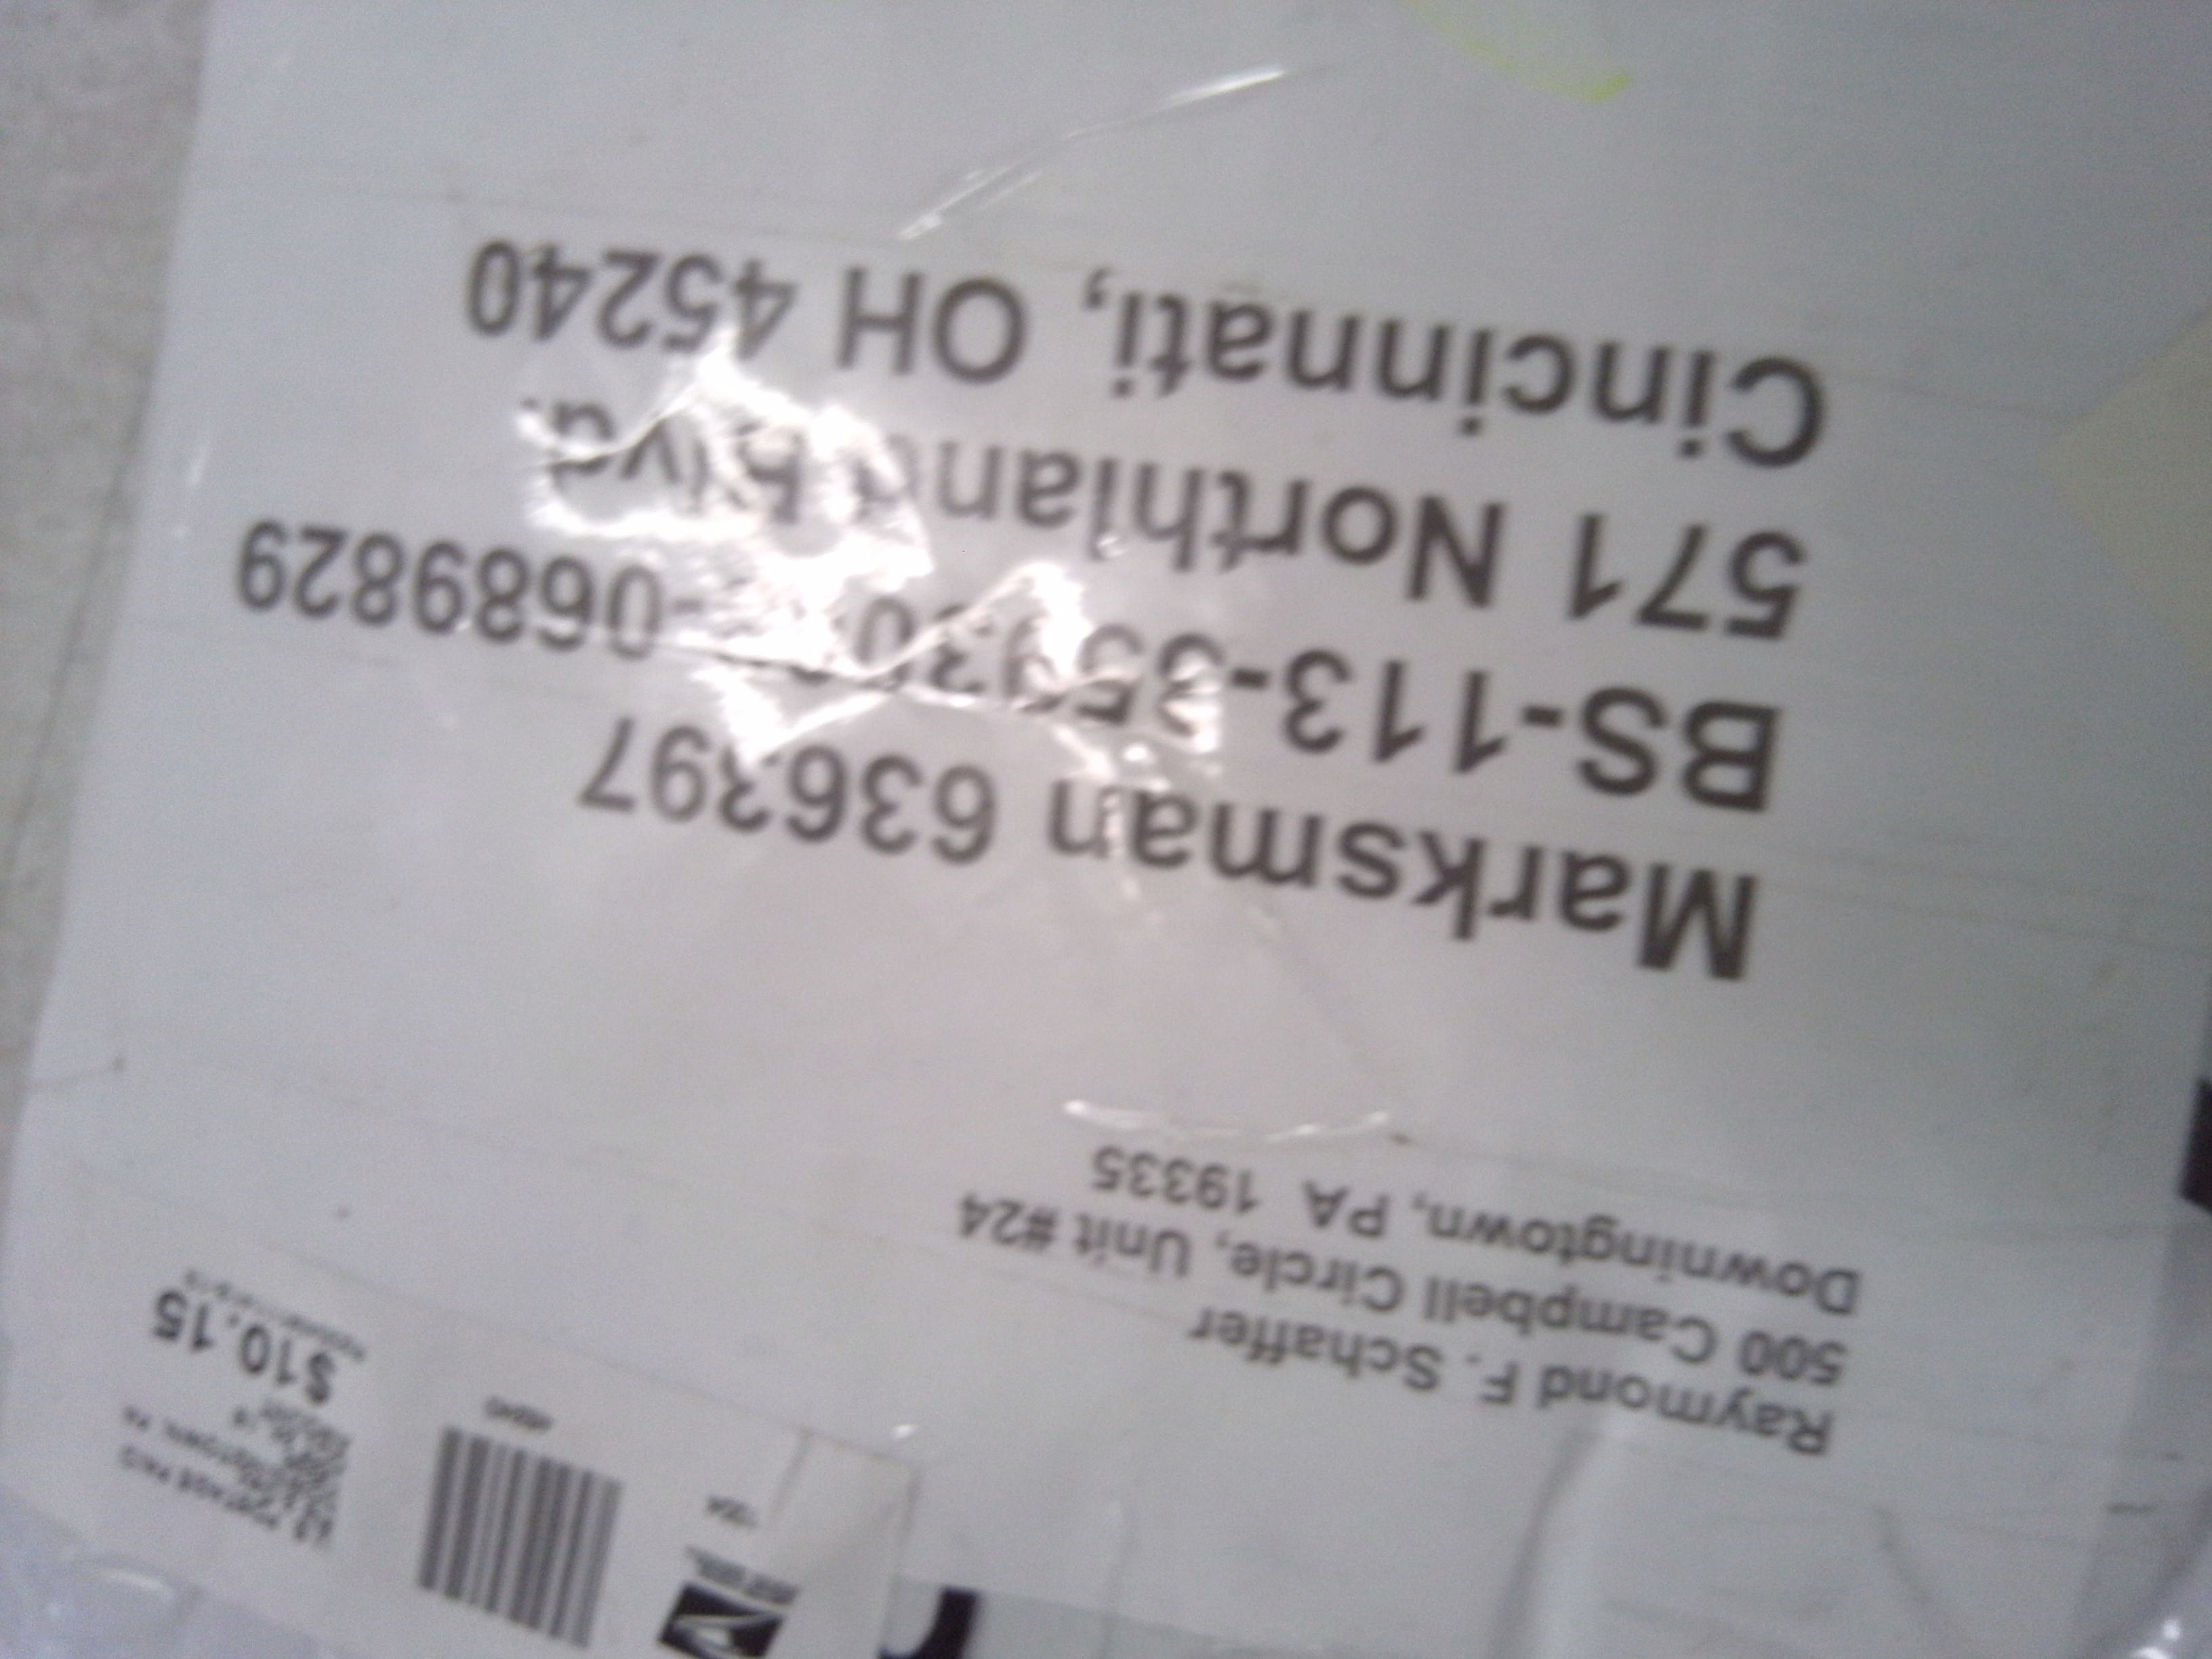 Raymond F. Schaffer
500 Campbell Circle, Unit #24
Downingtown, PA 19335
$10.15
Marksman 636397
BS-113- -0689829
571 Northland Blvd.
Cincinnati, OH 45240